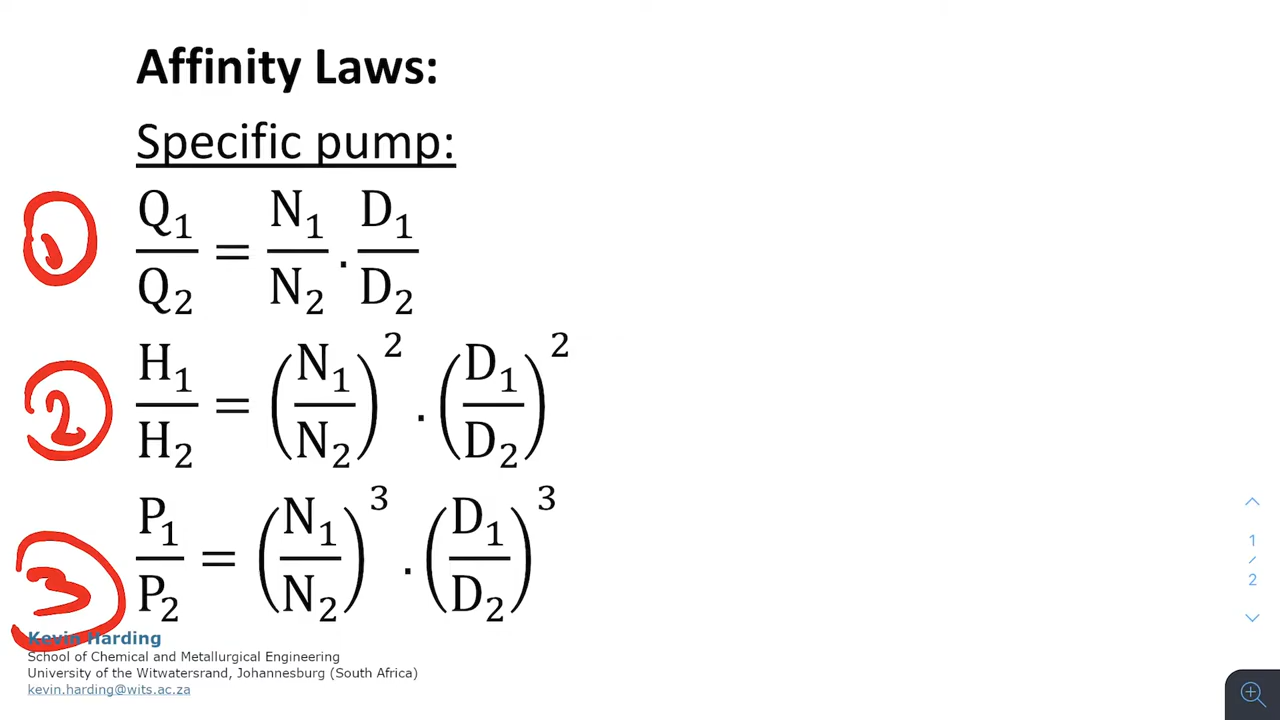 Affinity Laws:
Specific pump:
1 Q₁/Q₂ = N₁/N₂ . D₁/D₂
2 H₁/H₂ = (N₁/N₂)² . (D₁/D₂)²
3 P₁/P₂ = (N₁/N₂)³ . (D₁/D₂)³
Kevin Harding
School of Chemical and Metallurgical Engineering
University of the Witwatersrand, Johannesburg (South Africa)
kevin.harding@wits.ac.za
1
/
2